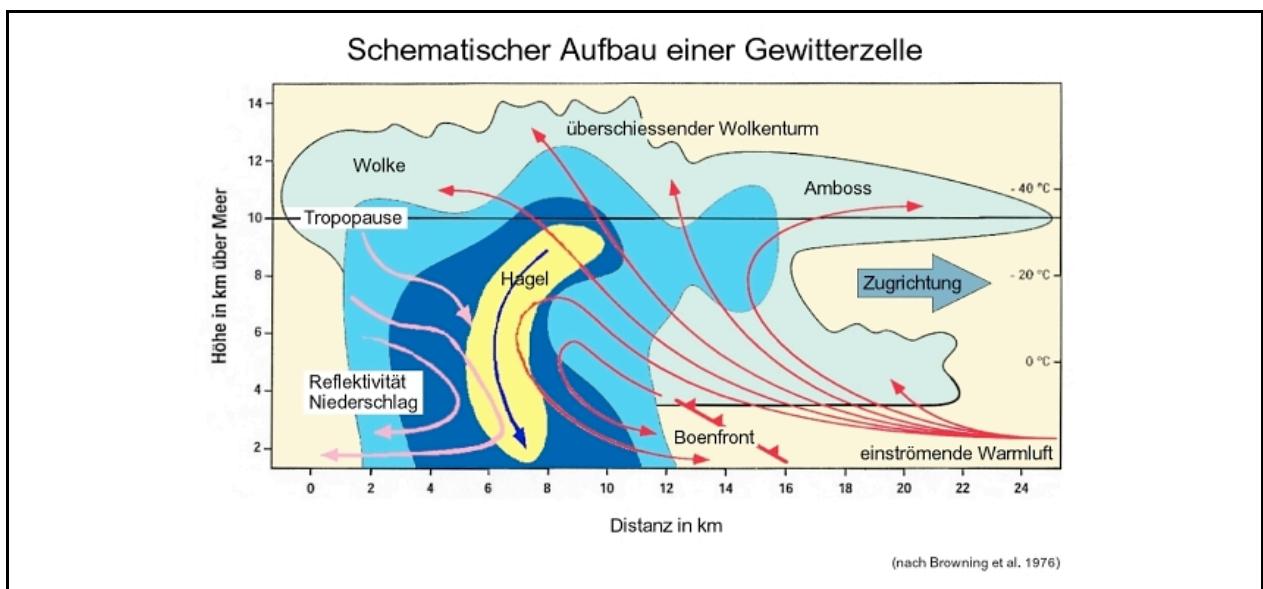 Schematischer Aufbau einer Gewitterzelle
Höhe in km über Meer
14
12
10
8
6
4
2
überschiessender Wolkenturm
Wolke
Amboss
- 40 °C
Tropopause
Hagel
Zugrichtung
- 20 °C
0 °C
Reflektivität
Niederschlag
Boenfront
einströmende Warmluft
0 2 4 6 8 10 12 14 16 18 20 22 24
Distanz in km
(nach Browning et al. 1976)